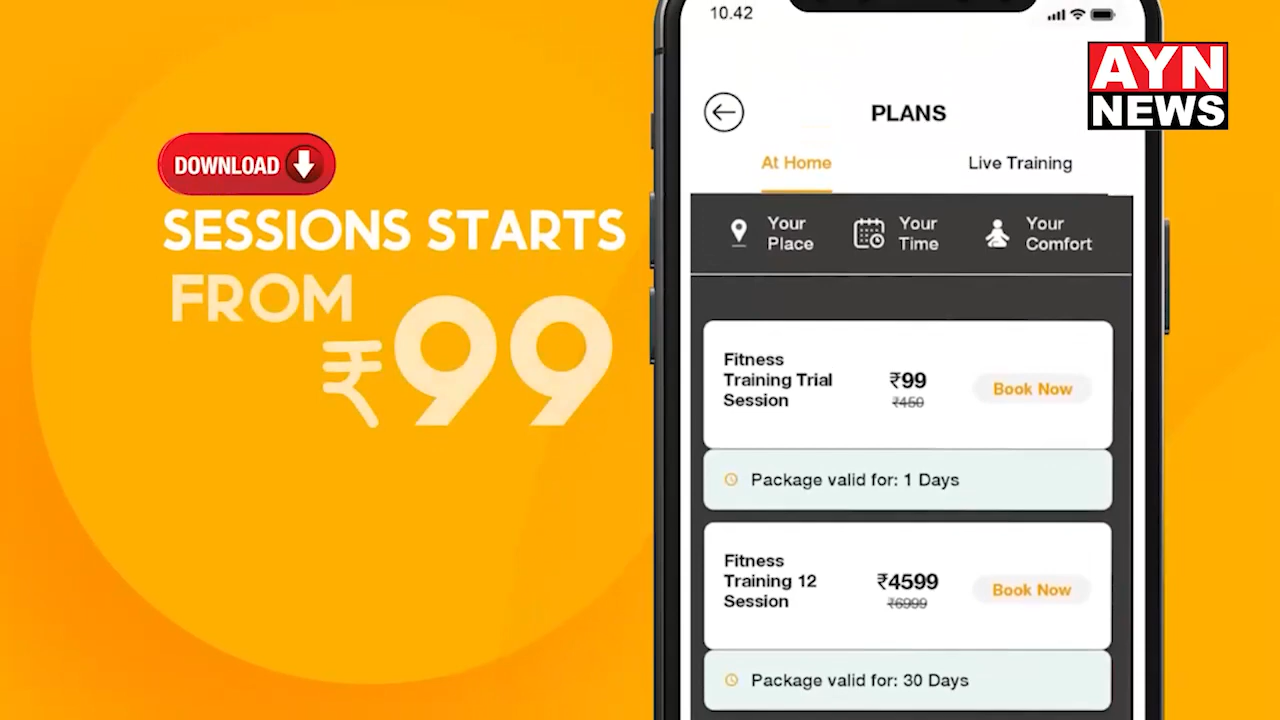 DOWNLOAD
SESSIONS STARTS
FROM
₹99
10.42
AYN
NEWS
PLANS
At Home
Live Training
Your
Place
Your
Time
Your
Comfort
Fitness
Training Trial
Session
₹99
₹450
Book Now
Package valid for: 1 Days
Fitness
Training 12
Session
₹4599
₹6999
Book Now
Package valid for: 30 Days